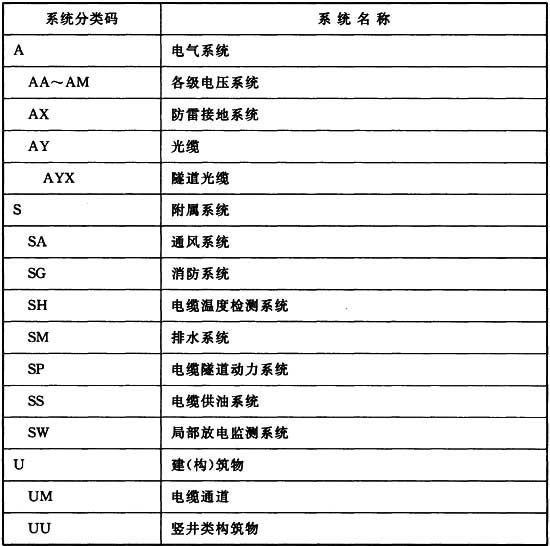 系统分类码 系统名称
A 电气系统
AA～AM 各级电压系统
AX 防雷接地系统
AY 光缆
AYX 隧道光缆
S 附属系统
SA 通风系统
SG 消防系统
SH 电缆温度检测系统
SM 排水系统
SP 电缆隧道动力系统
SS 电缆供油系统
SW 局部放电监测系统
U 建(构)筑物
UM 电缆通道
UU 竖井类构筑物